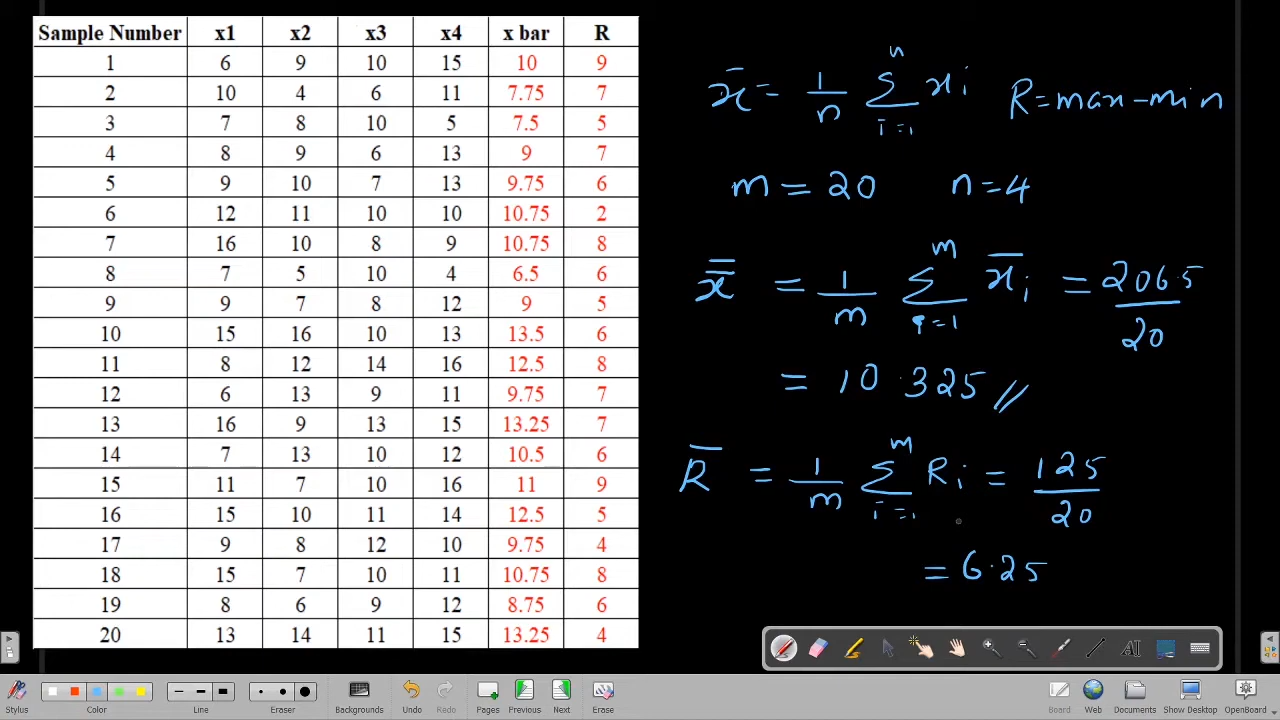 Sample Number x1 x2 x3 x4 x bar R
1 6 9 10 15 10 9
2 10 4 6 11 7.75 7
3 7 8 10 5 7.5 5
4 8 9 6 13 9 7
5 9 10 7 13 9.75 6
6 12 11 10 10 10.75 2
7 16 10 8 9 10.75 8
8 7 5 10 4 6.5 6
9 9 7 8 12 9 5
10 15 16 10 13 13.5 6
11 8 12 14 16 12.5 8
12 6 13 9 11 9.75 7
13 16 9 13 15 13.25 7
14 7 13 10 12 10.5 6
15 11 7 10 16 11 9
16 15 10 11 14 12.5 5
17 9 8 12 10 9.75 4
18 15 7 10 11 10.75 8
19 8 6 9 12 8.75 6
20 13 14 11 15 13.25 4
x̄ = 1/n Σ_{i=1}^{n} x_i R = max - min
m = 20 n = 4
x̿ = 1/m Σ_{i=1}^{m} x̄_i = 206.5/20
= 10.325 //
R̄ = 1/m Σ_{i=1}^{m} R_i = 125/20
= 6.25
Stylus Color Line Eraser Backgrounds Undo Redo Pages Previous Next Erase Board Web Documents Show Desktop OpenBoard